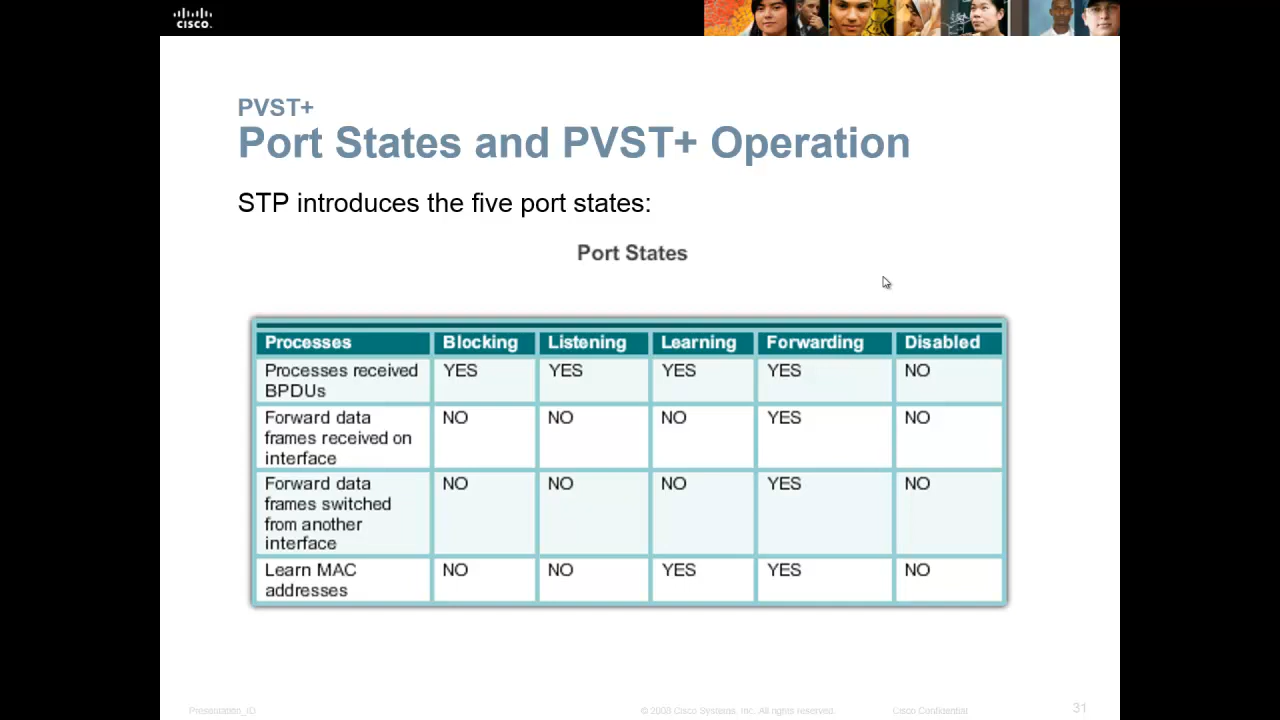 CISCO.
PVST+
Port States and PVST+ Operation
STP introduces the five port states:
Port States
Processes Blocking Listening Learning Forwarding Disabled
Processes received BPDUs YES YES YES YES NO
Forward data frames received on interface NO NO NO YES NO
Forward data frames switched from another interface NO NO NO YES NO
Learn MAC addresses NO NO YES YES NO
Presentation_ID © 2008 Cisco Systems, Inc. All rights reserved. Cisco Confidential 31